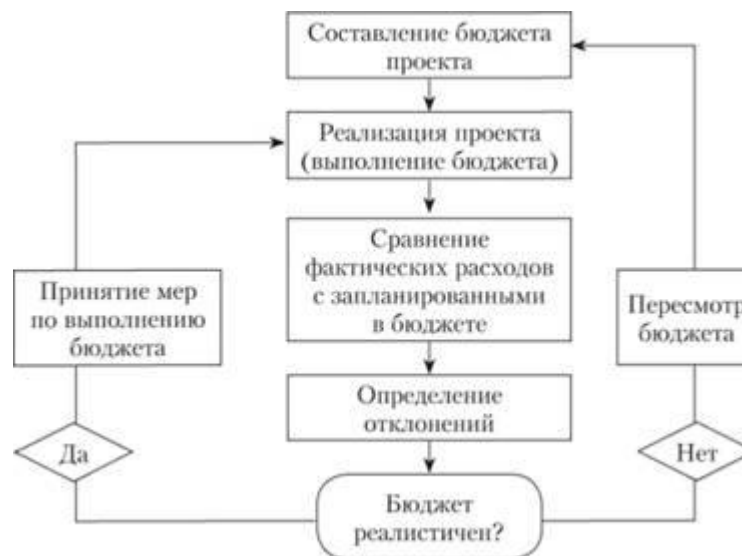 Составление бюджета
проекта
Реализация проекта
(выполнение бюджета)
Сравнение
фактических расходов
с запланированными
в бюджете
Принятие мер
по выполнению
бюджета
Пересмотр
бюджета
Определение
отклонений
Да
Нет
Бюджет
реалистичен?